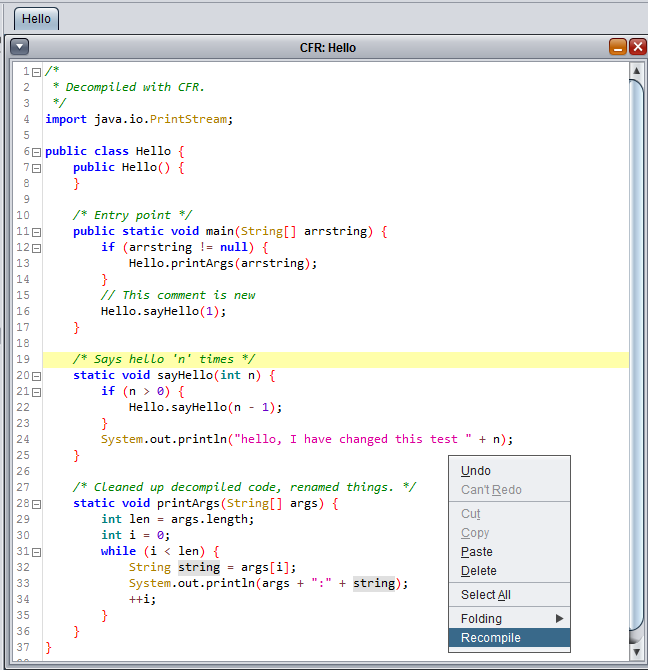 Hello
CFR: Hello
1 /*
2  * Decompiled with CFR.
3  */
4 import java.io.PrintStream;
5
6 public class Hello {
7     public Hello() {
8     }
9
10     /* Entry point */
11     public static void main(String[] arrstring) {
12         if (arrstring != null) {
13             Hello.printArgs(arrstring);
14         }
15         // This comment is new
16         Hello.sayHello(1);
17     }
18
19     /* Says hello 'n' times */
20     static void sayHello(int n) {
21         if (n > 0) {
22             Hello.sayHello(n - 1);
23         }
24         System.out.println("hello, I have changed this test " + n);
25     }
26
27     /* Cleaned up decompiled code, renamed things. */
28     static void printArgs(String[] args) {
29         int len = args.length;
30         int i = 0;
31         while (i < len) {
32             String string = args[i];
33             System.out.println(args + ":" + string);
34             ++i;
35         }
36     }
37 }
Undo
Can't Redo
Cut
Copy
Paste
Delete
Select All
Folding
Recompile